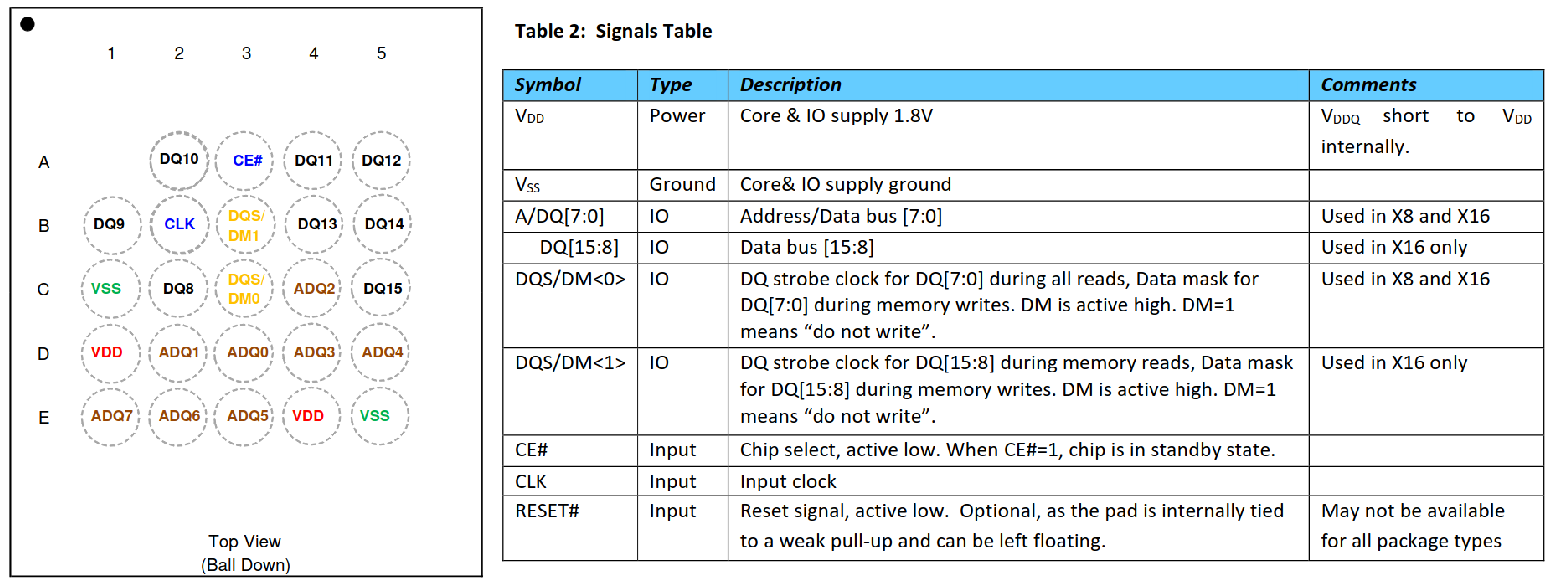 1 2 3 4 5
A DQ10 CE# DQ11 DQ12
B DQ9 CLK DQS/ DM1 DQ13 DQ14
C VSS DQ8 DQS/ DM0 ADQ2 DQ15
D VDD ADQ1 ADQ0 ADQ3 ADQ4
E ADQ7 ADQ6 ADQ5 VDD VSS
Top View
(Ball Down)
Table 2: Signals Table
Symbol Type Description Comments
VDD Power Core & IO supply 1.8V VDDQ short to VDD
internally.
VSS Ground Core& IO supply ground
A/DQ[7:0] IO Address/Data bus [7:0] Used in X8 and X16
DQ[15:8] IO Data bus [15:8] Used in X16 only
DQS/DM<0> IO DQ strobe clock for DQ[7:0] during all reads, Data mask for Used in X8 and X16
DQ[7:0] during memory writes. DM is active high. DM=1
means “do not write”.
DQS/DM<1> IO DQ strobe clock for DQ[15:8] during memory reads, Data mask Used in X16 only
for DQ[15:8] during memory writes. DM is active high. DM=1
means “do not write”.
CE# Input Chip select, active low. When CE#=1, chip is in standby state.
CLK Input Input clock
RESET# Input Reset signal, active low. Optional, as the pad is internally tied May not be available
to a weak pull-up and can be left floating. for all package types